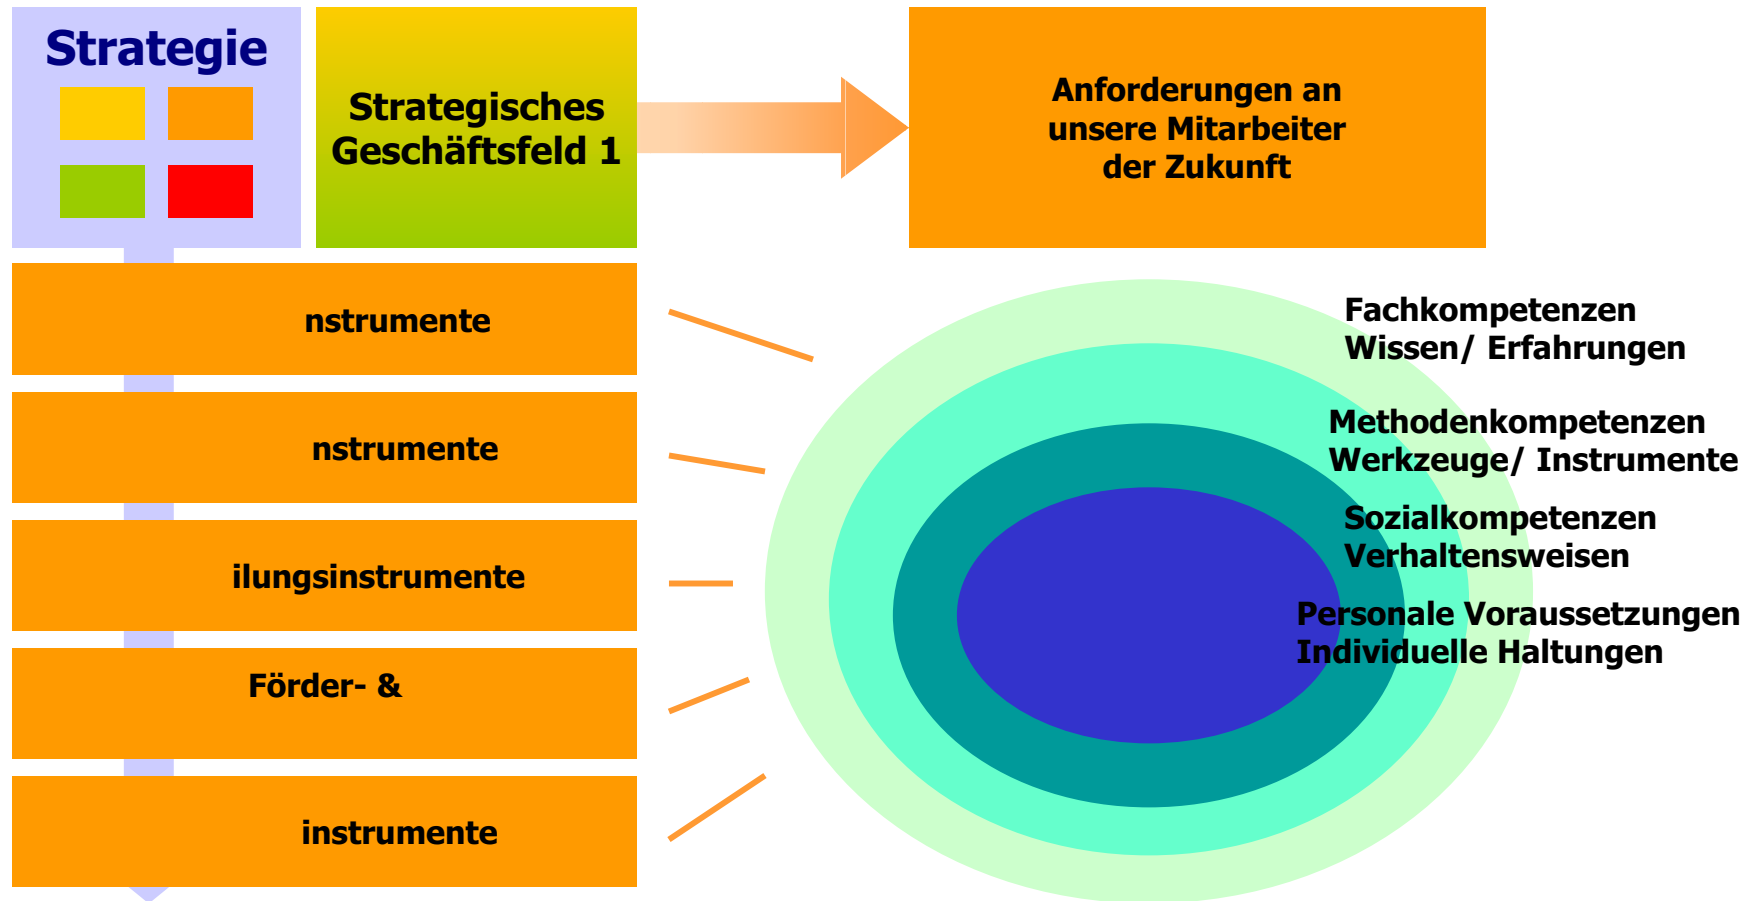 Strategie
Strategisches
Geschäftsfeld 1
Anforderungen an
unsere Mitarbeiter
der Zukunft
nstrumente
nstrumente
ilungsinstrumente
Förder- &
instrumente
Fachkompetenzen
Wissen/ Erfahrungen
Methodenkompetenzen
Werkzeuge/ Instrumente
Sozialkompetenzen
Verhaltensweisen
Personale Voraussetzungen
Individuelle Haltungen